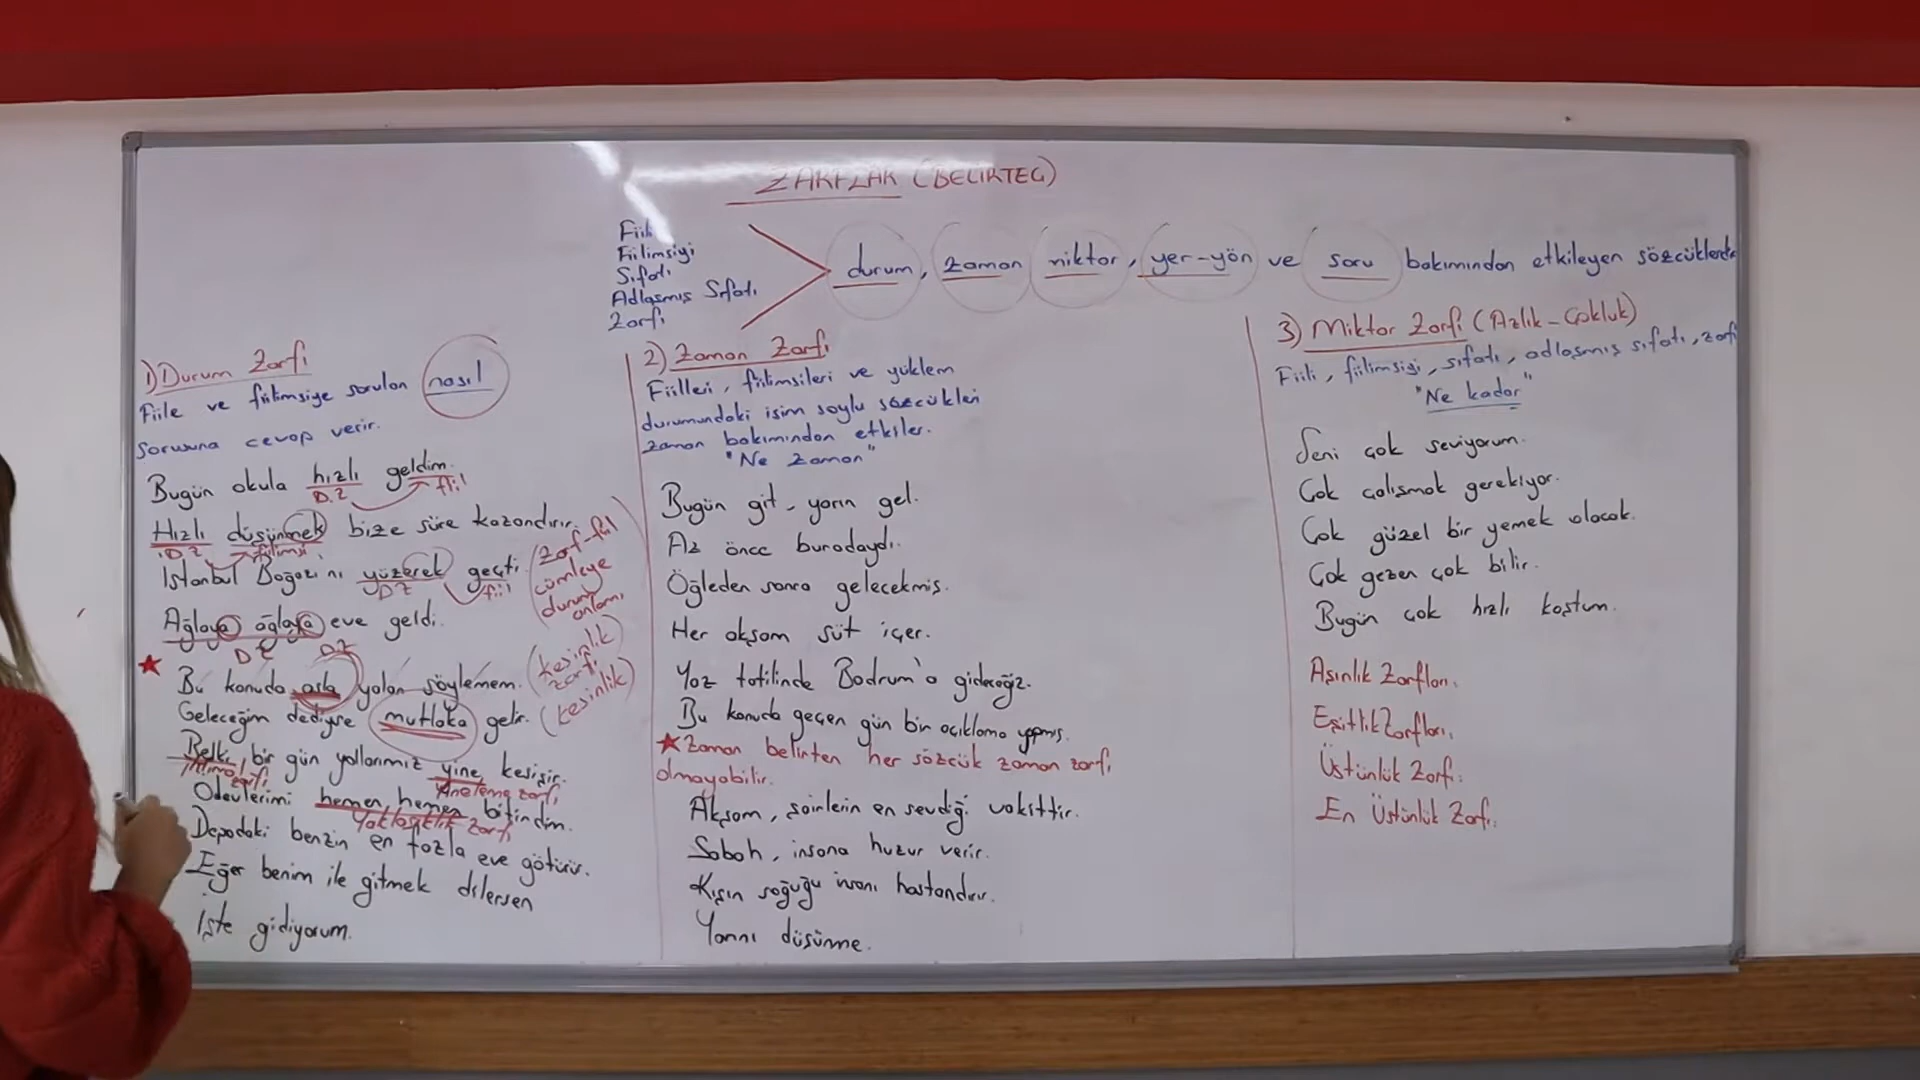 ZARFLAR (BELİRTEÇ)
Fiili
Fiilimsiyi
Sıfatı
Adlaşmış Sıfatı
Zarfı
durum, zaman miktar, yer-yön ve soru bakımından etkileyen sözcüklerdir
1) Durum Zarfı
Fiile ve fiilimsiye sorulan nasıl
sorusuna cevap verir.
Bugün okula hızlı geldim.
D.Z fiil
Hızlı düşünmek bize süre kazandırır.
D.Z fiilimsi
İstanbul Boğazını yüzerek geçti.
DZ fiil
(zarf-fiil
cümleye
durum
anlamı
Ağlaya ağlaya eve geldi.
D.Z
Bu konuda asla yalan söylemem. (kesinlik zarfı)
Geleceğim dediyse mutlaka gelir. (kesinlik)
Belki bir gün yollarımız yine kesişir.
Yineleme zarfı
Ödevlerimi hemen hemen bitirdim.
Yaklaşıklık zarfı
Depodaki benzin en fazla eve götürür.
Eğer benim ile gitmek dilersen
İşte gidiyorum.
2) Zaman Zarfı
Fiilleri, fiilimsileri ve yüklem
durumundaki isim soylu sözcükleri
zaman bakımından etkiler.
"Ne Zaman"
Bugün git, yarın gel.
Az önce buradaydı.
Öğleden sonra gelecekmiş.
Her akşam süt içer.
Yaz tatilinde Bodrum'a gideceğiz.
Bu konuda geçen gün bir açıklama yapmış.
★Zaman belirten her sözcük zaman zarfı
olmayabilir.
Akşam, şairlerin en sevdiği vakittir.
Sabah, insana huzur verir.
Kışın soğuğu insanı hastalandırır.
Yarını düşünme.
3) Miktar Zarfı (Azlık-Çokluk)
Fiili, fiilimsiyi, sıfatı, adlaşmış sıfatı, zarfı
"Ne kadar"
Seni çok seviyorum.
Çok çalışmak gerekiyor.
Çok güzel bir yemek olacak.
Çok gezen çok bilir.
Bugün çok hızlı koştum.
Aşırılık Zarfları.
Eşitlik Zarfları.
Üstünlük Zarfı.
En Üstünlük Zarfı.